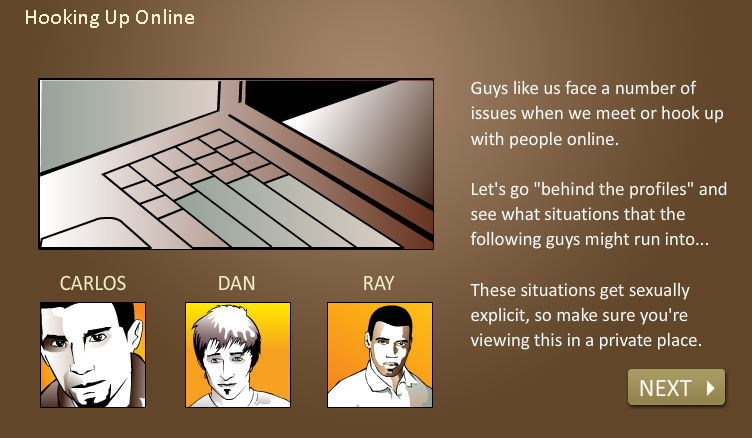 Hooking Up Online
Guys like us face a number of
issues when we meet or hook up
with people online.
Let's go "behind the profiles" and
see what situations that the
following guys might run into...
These situations get sexually
explicit, so make sure you're
viewing this in a private place.
CARLOS
DAN
RAY
NEXT